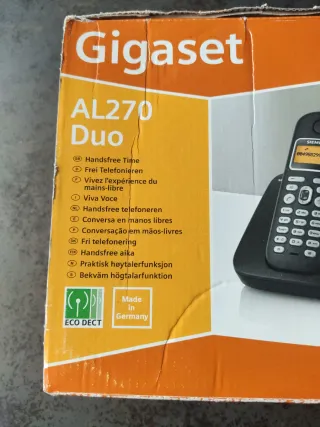 Gigaset
AL270
Duo
Handsfree Time
Frei Telefonieren
Vivez l'expérience du
mains-libre
Viva Voce
Handsfree telefoneren
Conversa en manos libres
Conversação em mãos-livres
Fri telefonering
Handsfree aika
Praktisk høytalerfunksjon
Bekväm högtalarfunktion
ECO DECT
Made
in
Germany